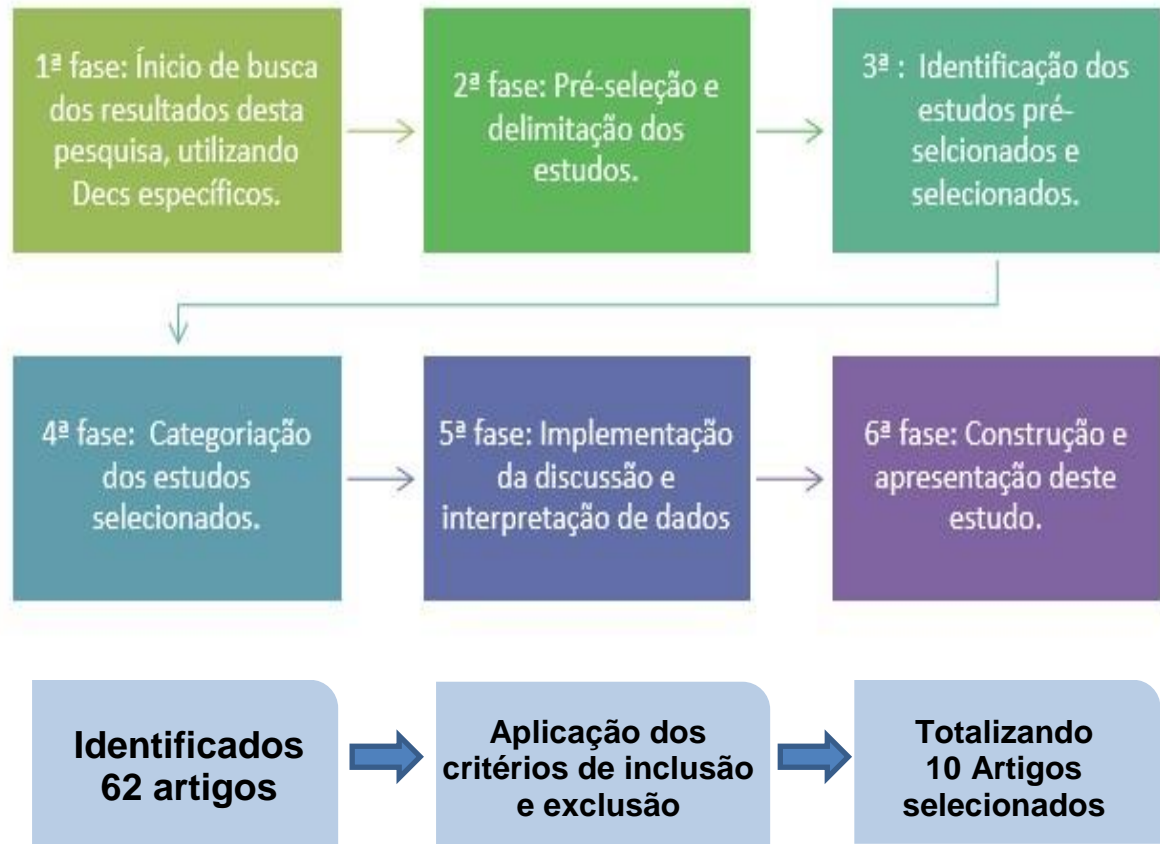 1ª fase: Ínicio de busca
dos resultados desta
pesquisa, utilizando
Decs específicos.
2ª fase: Pré-seleção e
delimitação dos
estudos.
3ª : Identificação dos
estudos pré-
selcionados e
selecionados.
4ª fase: Categoriação
dos estudos
selecionados.
5ª fase: Implementação
da discussão e
interpretação de dados
6ª fase: Construção e
apresentação deste
estudo.
Identificados
62 artigos
Aplicação dos
critérios de inclusão
e exclusão
Totalizando
10 Artigos
selecionados